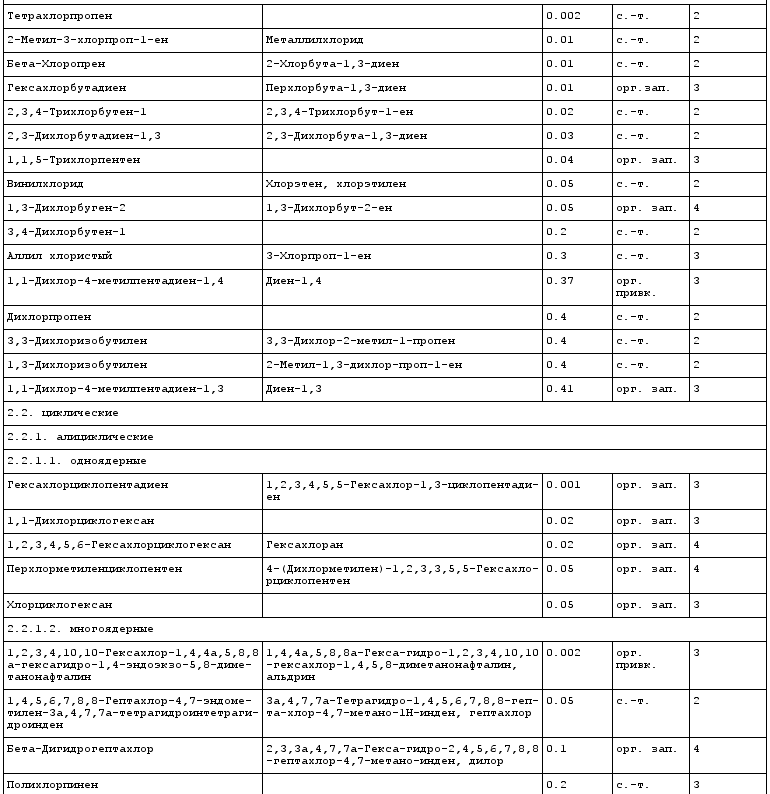 Тетрахлорпропен 0.002 с.-т. 2
2-Метил-3-хлорпроп-1-ен Металлилхлорид 0.01 с.-т. 2
Бета-Хлоропрен 2-Хлорбута-1,3-диен 0.01 с.-т. 2
Гексахлорбутадиен Перхлорбута-1,3-диен 0.01 орг.зап. 3
2,3,4-Трихлорбутен-1 2,3,4-Трихлорбут-1-ен 0.02 с.-т. 2
2,3-Дихлорбутадиен-1,3 2,3-Дихлорбута-1,3-диен 0.03 с.-т. 2
1,1,5-Трихлорпентен 0.04 орг. зап. 3
Винилхлорид Хлорэтен, хлорэтилен 0.05 с.-т. 2
1,3-Дихлорбуген-2 1,3-Дихлорбут-2-ен 0.05 орг. зап. 4
3,4-Дихлорбутен-1 0.2 с.-т. 2
Аллил хлористый 3-Хлорпроп-1-ен 0.3 с.-т. 3
1,1-Дихлор-4-метилпентадиен-1,4 Диен-1,4 0.37 орг. 3
привк.
Дихлорпропен 0.4 с.-т. 2
3,3-Дихлоризобутилен 3,3-Дихлор-2-метил-1-пропен 0.4 с.-т. 2
1,3-Дихлоризобутилен 2-Метил-1,3-дихлор-проп-1-ен 0.4 с.-т. 2
1,1-Дихлор-4-метилпентадиен-1,3 Диен-1,3 0.41 орг. зап. 3
2.2. циклические
2.2.1. алициклические
2.2.1.1. одноядерные
Гексахлорциклопентадиен 1,2,3,4,5,5-Гексахлор-1,3-циклопентади- 0.001 орг. зап. 3
ен
1,1-Дихлорциклогексан 0.02 орг. зап. 3
1,2,3,4,5,6-Гексахлорциклогексан Гексахлоран 0.02 орг. зап. 4
Перхлорметиленциклопентен 4-(Дихлорметилен)-1,2,3,3,5,5-Гексахло- 0.05 орг. зап. 4
рциклопентен
Хлорциклогексан 0.05 орг. зап. 3
2.2.1.2. многоядерные
1,2,3,4,10,10-Гексахлор-1,4,4а,5,8,8 1,4,4а,5,8,8а-Гекса-гидро-1,2,3,4,10,10 0.002 орг. 3
а-гексагидро-1,4-эндоэкзо-5,8-диме- -гексахлор-1,4,5,8-диметанонафталин, привк.
танонафталин альдрин
1,4,5,6,7,8,8-Гептахлор-4,7-эндоме- 3а,4,7,7а-Тетрагидро-1,4,5,6,7,8,8-геп- 0.05 с.-т. 2
тилен-3а,4,7,7а-тетрагидроинтетраги- та-хлор-4,7-метано-1Н-инден, гептахлор
дроинден
Бета-Дигидрогептахлор 2,3,3а,4,7,7а-Гекса-гидро-2,4,5,6,7,8,8 0.1 орг. зап. 4
-гептахлор-4,7-метано-инден, дилор
Полихлорпинен 0.2 с.-т. 3